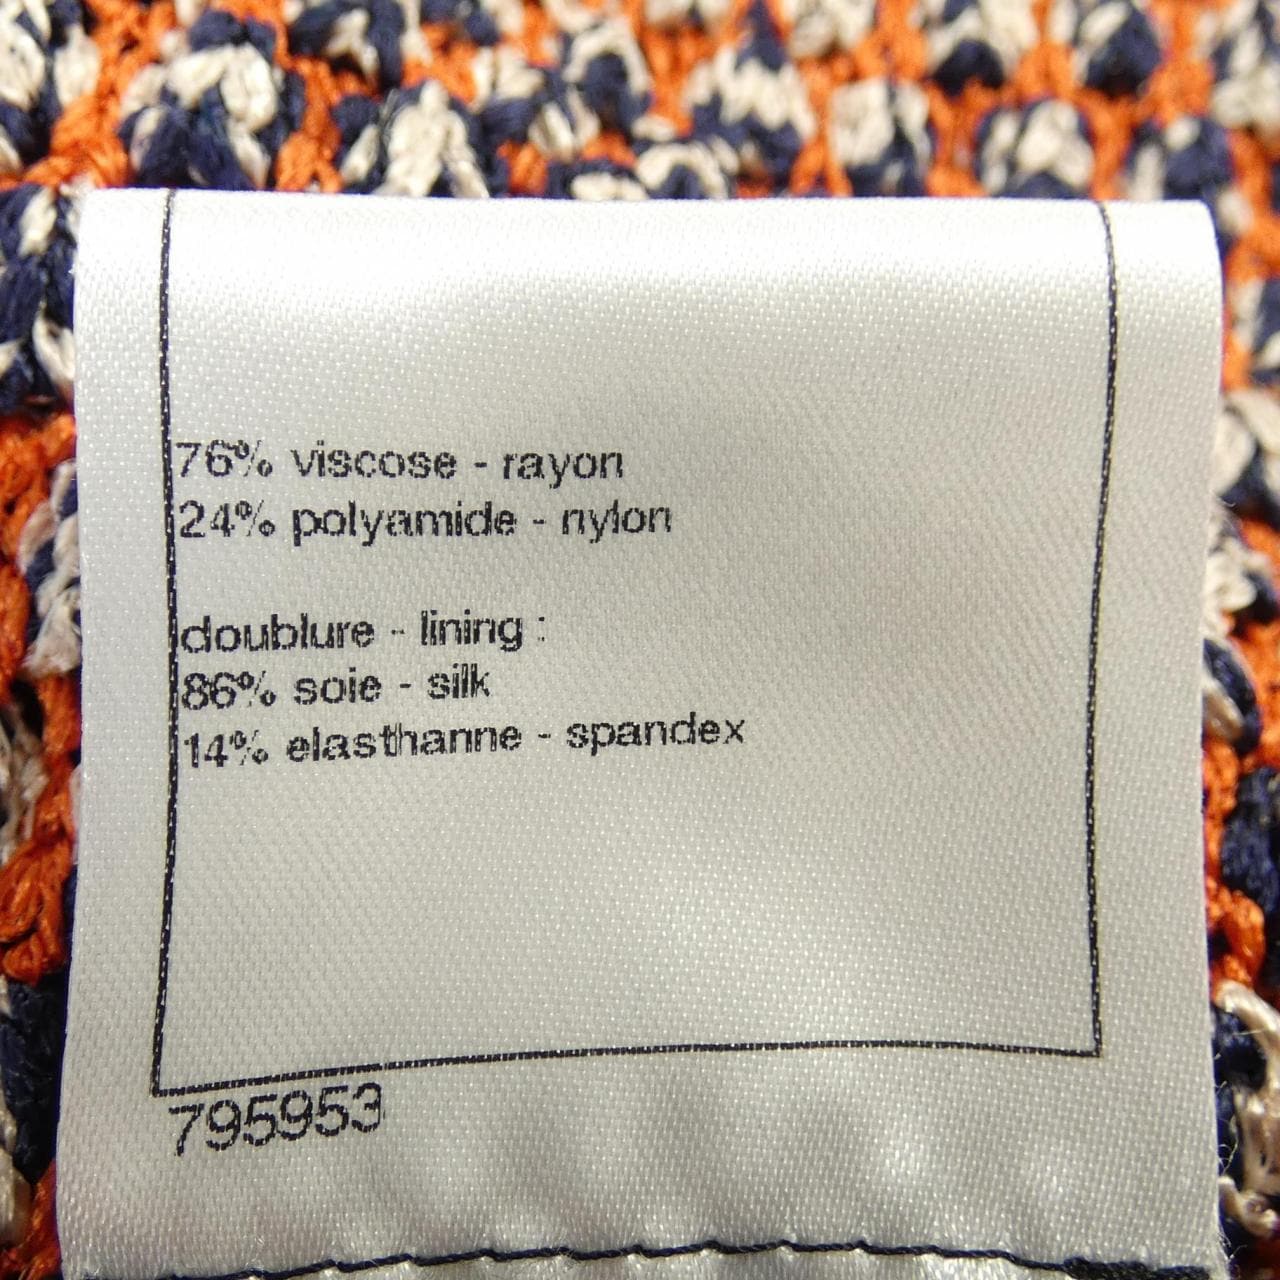 76% viscose - rayon
24% polyamide - nylon
doublure - lining :
86% soie - silk
14% elasthanne - spandex
795953